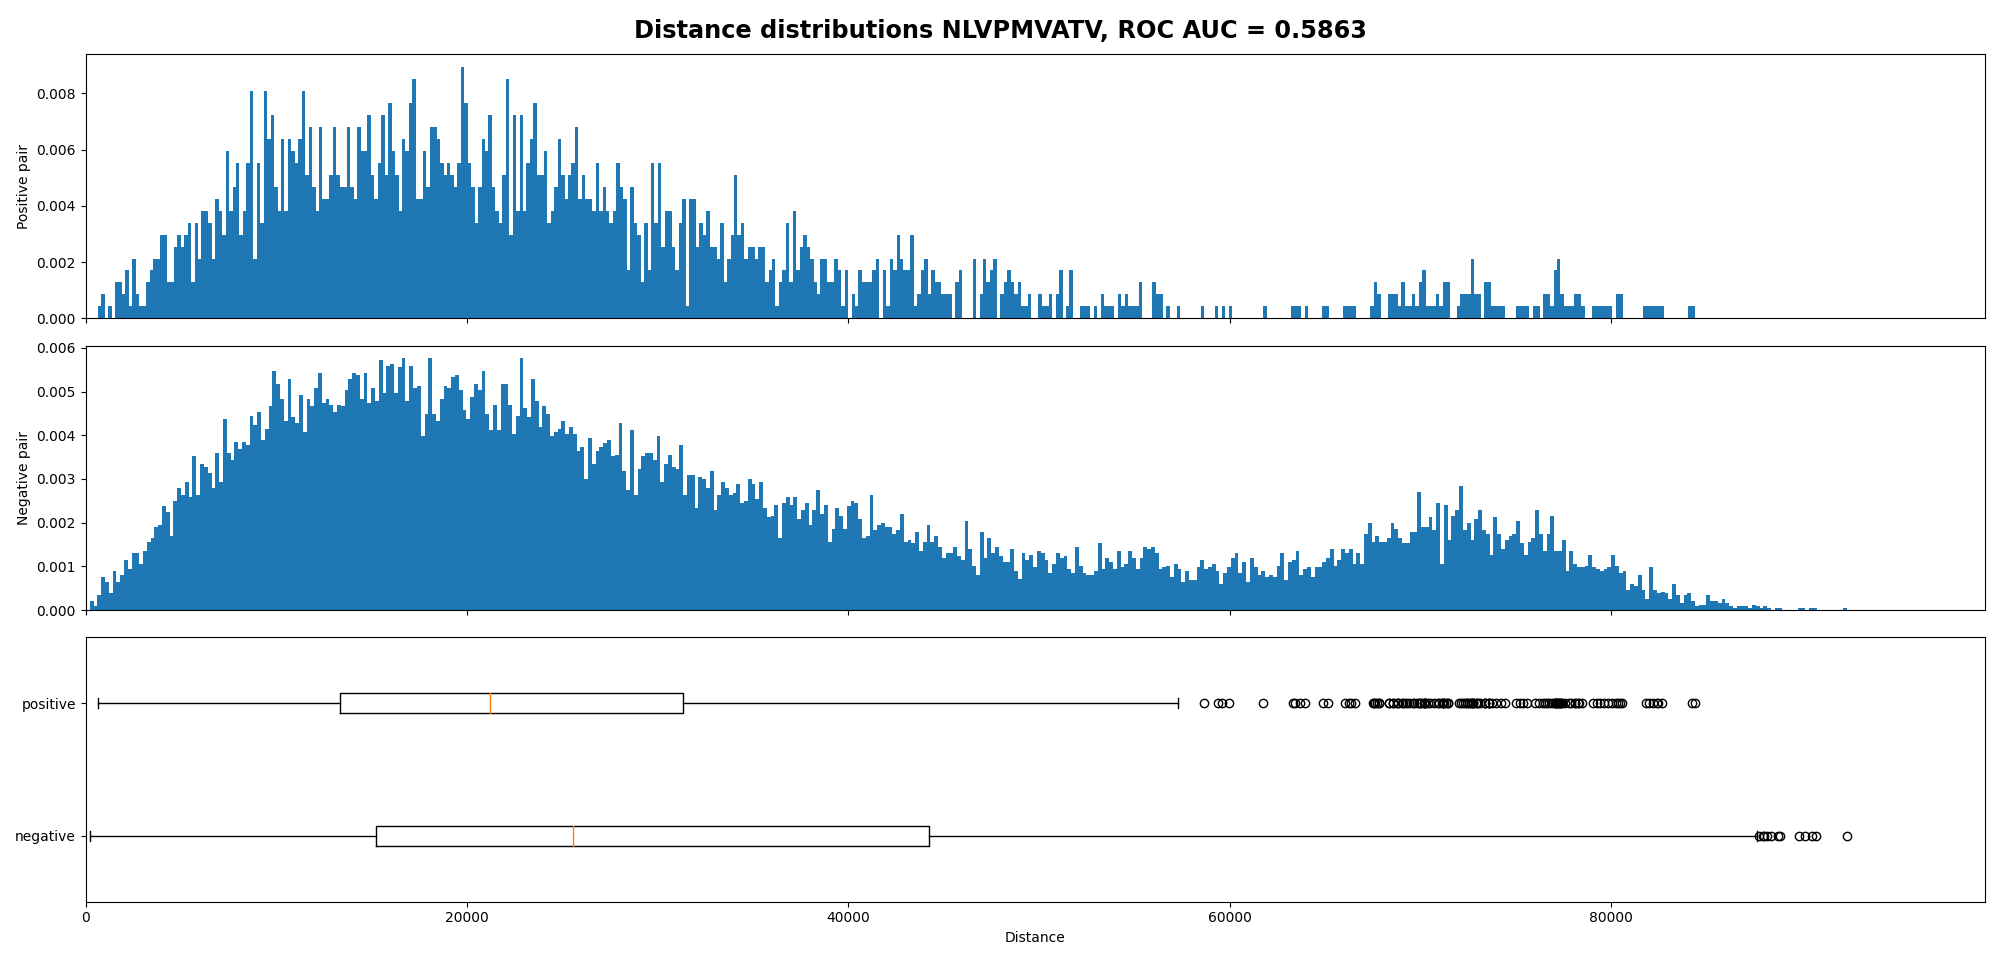 Distance distributions NLVPMVATV, ROC AUC = 0.5863
0.008
0.006
0.004
0.002
0.000
Positive pair
0.006
0.005
0.004
0.003
0.002
0.001
0.000
Negative pair
positive
negative
0 20000 40000 60000 80000
Distance